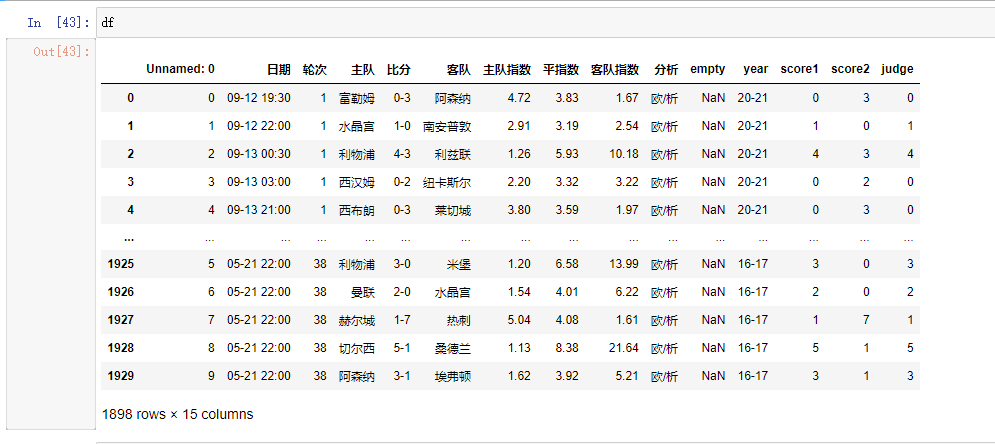 In [43]: df
Out[43]:
Unnamed: 0 日期 轮次 主队 比分 客队 主队指数 平指数 客队指数 分析 empty year score1 score2 judge
0 0 09-12 19:30 1 富勒姆 0-3 阿森纳 4.72 3.83 1.67 欧/析 NaN 20-21 0 3 0
1 1 09-12 22:00 1 水晶宫 1-0 南安普敦 2.91 3.19 2.54 欧/析 NaN 20-21 1 0 1
2 2 09-13 00:30 1 利物浦 4-3 利兹联 1.26 5.93 10.18 欧/析 NaN 20-21 4 3 4
3 3 09-13 03:00 1 西汉姆 0-2 纽卡斯尔 2.20 3.32 3.22 欧/析 NaN 20-21 0 2 0
4 4 09-13 21:00 1 西布朗 0-3 莱切城 3.80 3.59 1.97 欧/析 NaN 20-21 0 3 0
... ... ... ... ... ... ... ... ... ... ... ... ... ... ... ...
1925 5 05-21 22:00 38 利物浦 3-0 米堡 1.20 6.58 13.99 欧/析 NaN 16-17 3 0 3
1926 6 05-21 22:00 38 曼联 2-0 水晶宫 1.54 4.01 6.22 欧/析 NaN 16-17 2 0 2
1927 7 05-21 22:00 38 赫尔城 1-7 热刺 5.04 4.08 1.61 欧/析 NaN 16-17 1 7 1
1928 8 05-21 22:00 38 切尔西 5-1 桑德兰 1.13 8.38 21.64 欧/析 NaN 16-17 5 1 5
1929 9 05-21 22:00 38 阿森纳 3-1 埃弗顿 1.62 3.92 5.21 欧/析 NaN 16-17 3 1 3
1898 rows × 15 columns